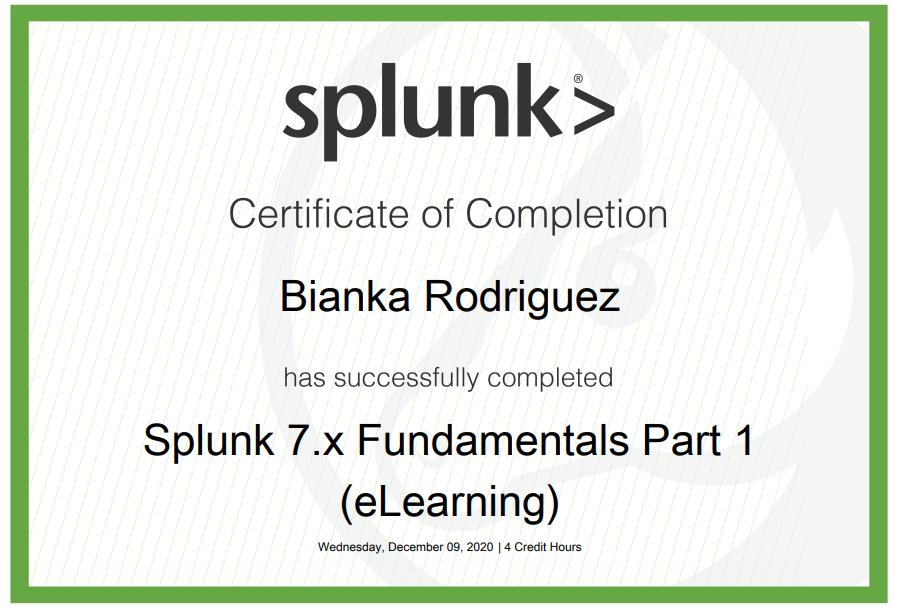 splunk>®
Certificate of Completion
Bianka Rodriguez
has successfully completed
Splunk 7.x Fundamentals Part 1
(eLearning)
Wednesday, December 09, 2020 | 4 Credit Hours